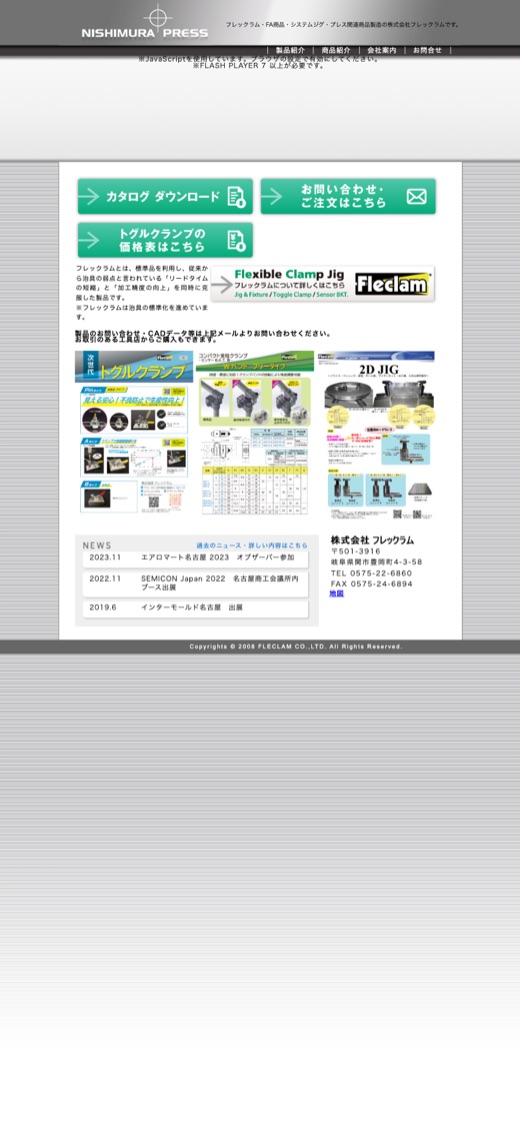 NISHIMURA PRESS
フレックラム・FA商品・システムジグ・プレス関連商品製造の株式会社フレックラムです。
製品紹介 | 商品紹介 | 会社案内 | お問合せ
※JavaScriptを使用しています。ブラウザの設定で有効にしてください。
※FLASH PLAYER 7 以上が必要です。
カタログ ダウンロード
お問い合わせ・
ご注文はこちら
トグルクランプの
価格表はこちら
フレックラムとは、標準品を利用し、従来か
ら治具の弱点と言われている「リードタイム
の短縮」と「加工精度の向上」を同時に克
服した製品です。
※フレックラムは治具の標準化を進めていま
す。
Flexible Clamp Jig
フレックラムについて詳しくはこちら
Jig & Fixture / Toggle Clamp / Sensor BKT.
Fleclam
製品のお問い合わせ・CADデータ等は上記メールよりお問い合わせください。
お取引のある工具店からご購入もできます。
次世代
トグルクランプ
Fleclam
見える安心!不良防止で生産性向上!
2D JIG
NEWS
過去のニュース・詳しい内容はこちら
2023.11 エアロマート名古屋 2023 オブザーバー参加
2022.11 SEMICON Japan 2022 名古屋商工会議所内
ブース出展
2019.6 インターモールド名古屋 出展
株式会社 フレックラム
〒501-3916
岐阜県関市豊岡町4-3-58
TEL 0575-22-6860
FAX 0575-24-6894
地図
Copyrights © 2008 FLECLAM CO.,LTD. All Rights Reserved.